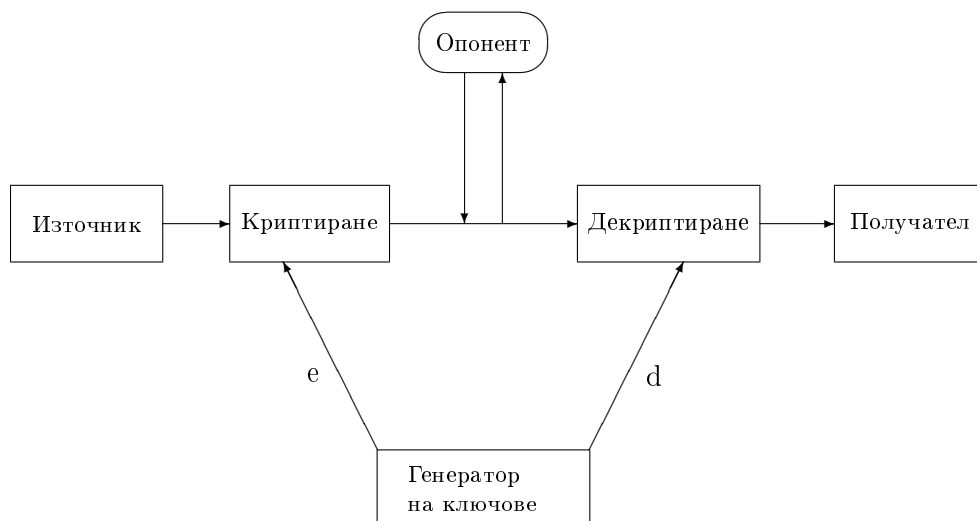 Опонент
Източник
Криптиране
Декриптиране
Получател
e
d
Генератор
на ключове